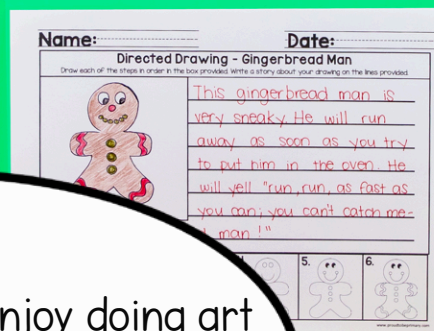 Name:
Date:
Directed Drawing - Gingerbread Man
Draw each of the steps in order in the box provided. Write a story about your drawing on the lines provided.
This gingerbread man is
very sneaky. He will run
away as soon as you try
to put him in the oven. He
will yell "run, run, as fast as
you can; you can't catch me-
man!"
5.
6.
njoy doing art